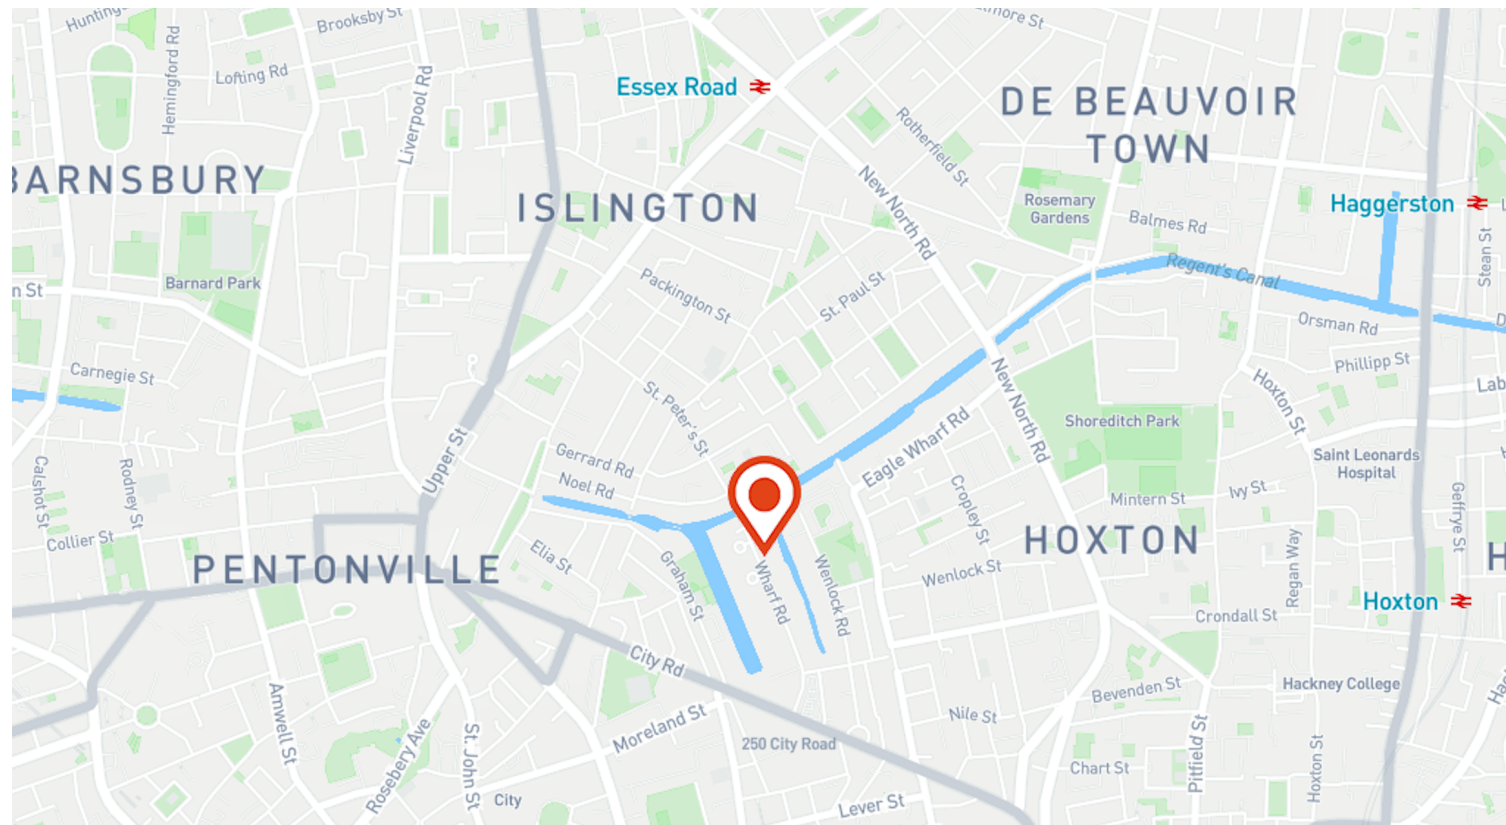 Huntin
Brooksby St
lmore St
Hemingford Rd
Lofting Rd
Liverpool Rd
Essex Road
DE BEAUVOIR
TOWN
Rotherfield St
BARNSBURY
ISLINGTON
New North Rd
Rosemary
Gardens
Balmes Rd
Haggerston
L
Stean St
Barnard Park
n St
Packington St
St. Paul St
Regent's Canal
Orsman Rd
D
Phillipp St
Carnegie St
St. Peter's St
New North Rd
Hoxton St
Lab
Shoreditch Park
Eagle Wharf Rd
Upper St
Gerrard Rd
Noel Rd
Saint Leonards
Hospital
Calshot St
Rodney St
Cropley St
Mintern St
Ivy St
Geffrye St
Collier St
Elia St
HOXTON
H
PENTONVILLE
Graham St
Wharf Rd
Wenlock Rd
Wenlock St
Regan Way
Hoxton
Crondall St
City Rd
Bevenden St
Hackney College
Hac
Amwell St
Rosebery Ave
St. John St
Moreland St
250 City Road
Nile St
Pitfield St
Hoxton St
Chart St
City
Lever St